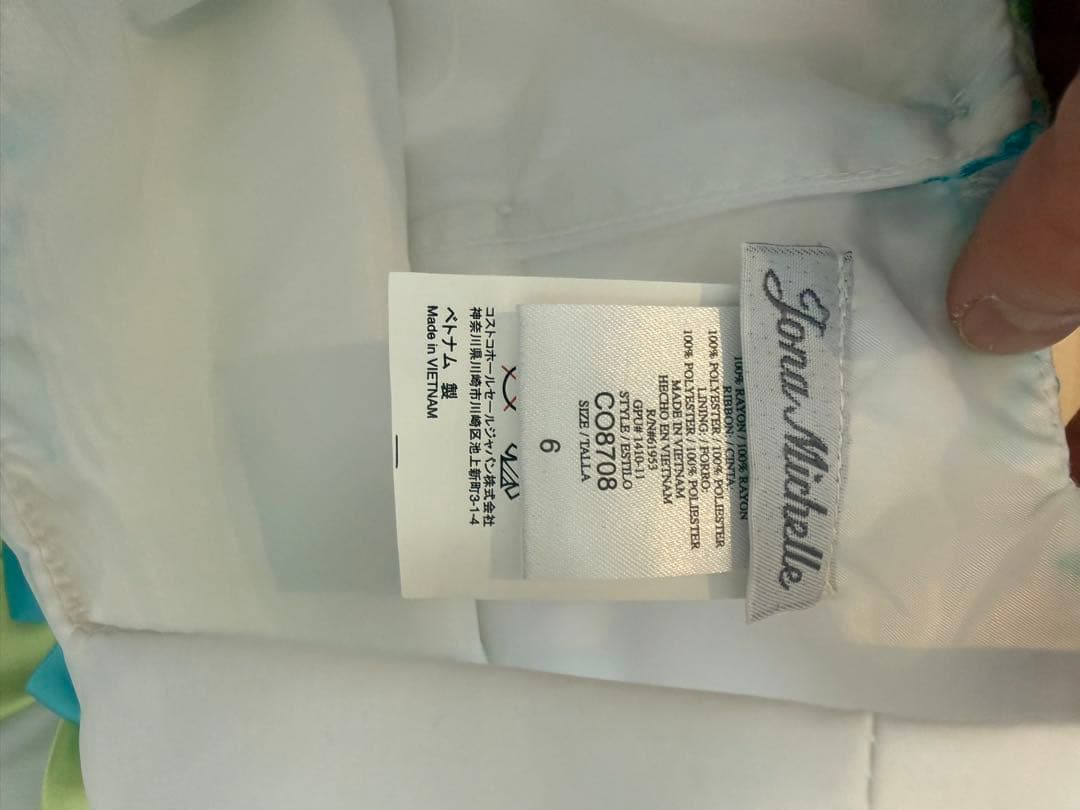 Jona Michelle
100% RAYON / 100% RAYON
RIBBON: / CINTA
100% POLYESTER / 100% POLIESTER
LINING: / FORRO:
100% POLYESTER / 100% POLIESTER
MADE IN VIETNAM
HECHO EN VIETNAM
R/N#61953
GPU# 1410-11
STYLE / ESTILO
CO8708
SIZE / TALLA
6
コストコホールセールジャパン株式会社
神奈川県川崎市川崎区池上新町3-1-4
ベトナム 製
Made in VIETNAM